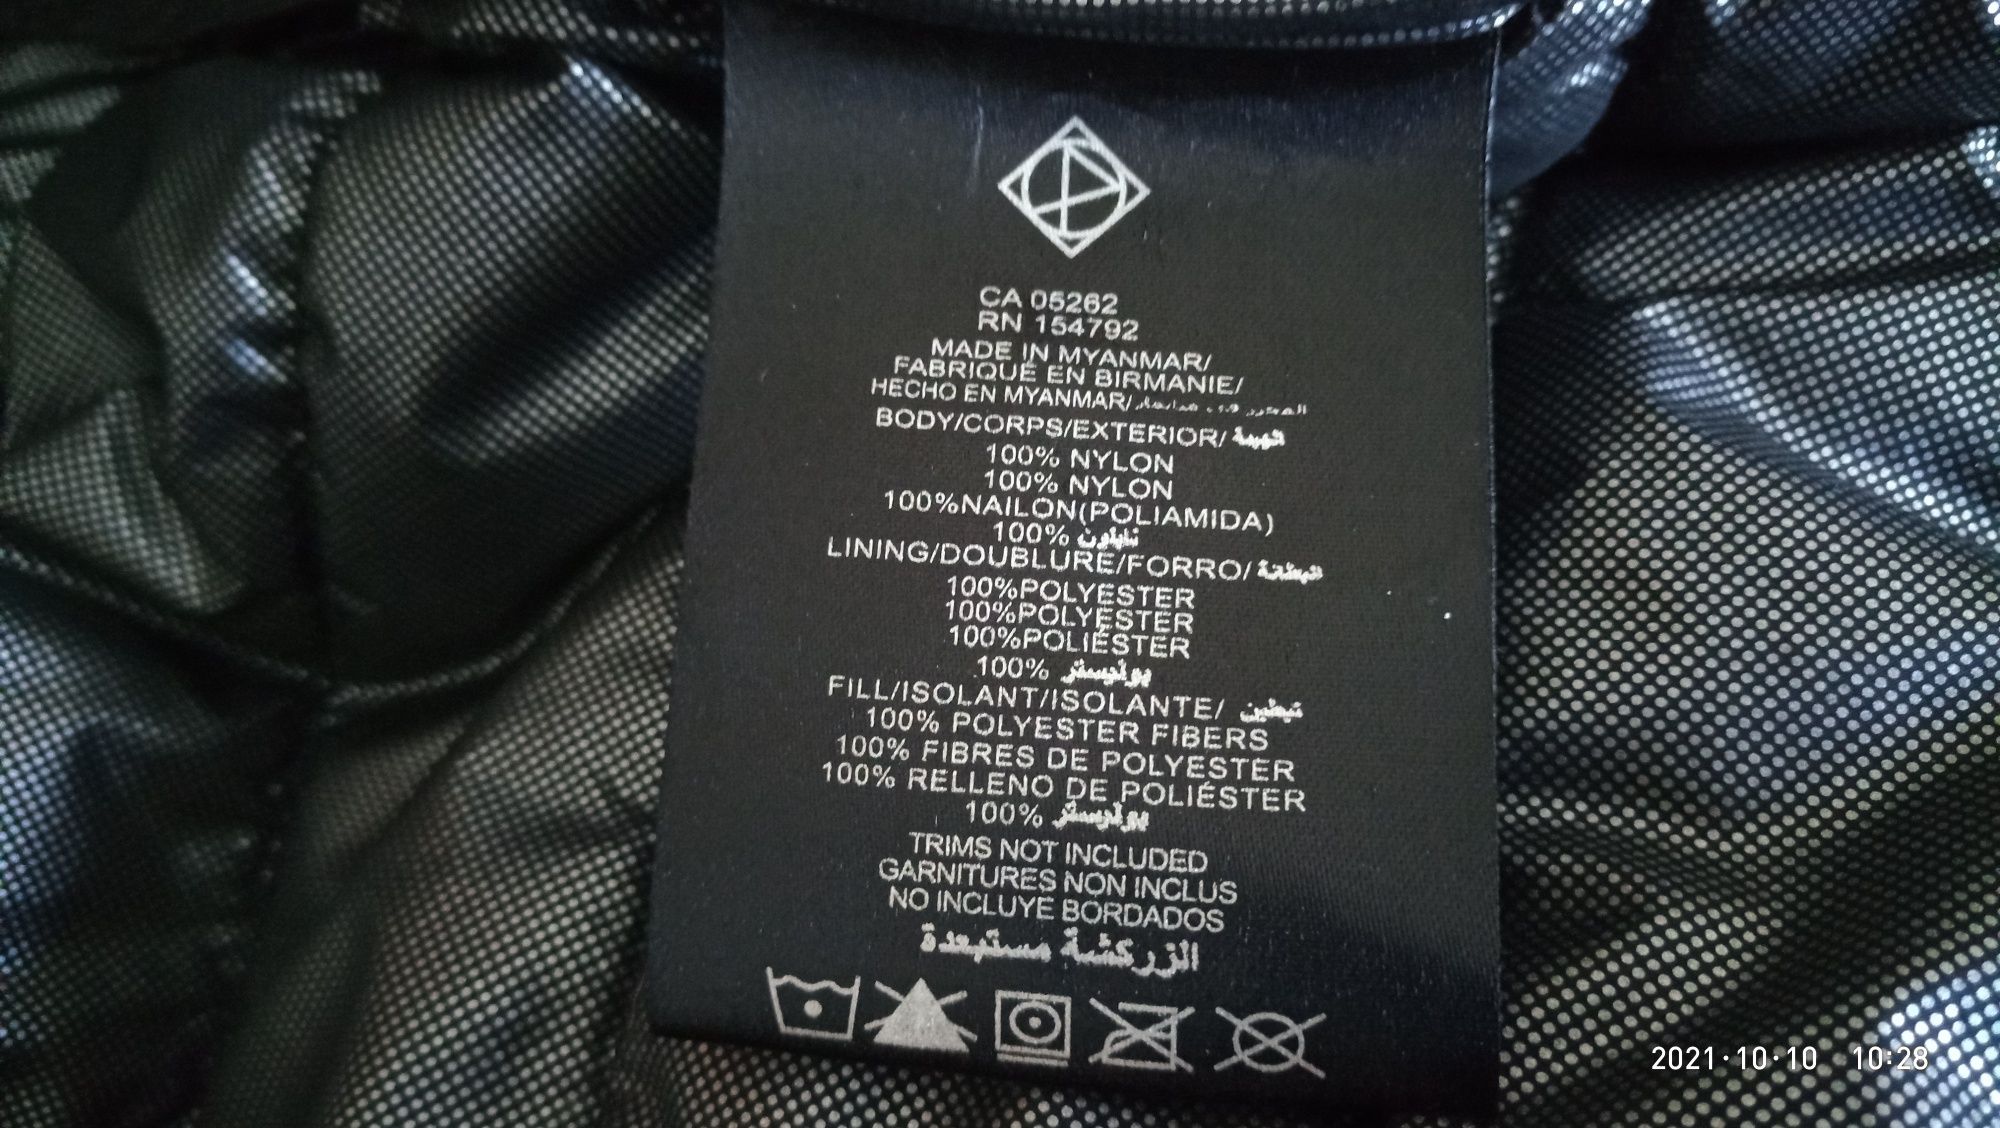 CA 05262
RN 154792
MADE IN MYANMAR/
FABRIQUÉ EN BIRMANIE/
HECHO EN MYANMAR/
BODY/CORPS/EXTERIOR/
100% NYLON
100% NYLON
100%NAILON(POLIAMIDA)
100% نايلون
LINING/DOUBLURE/FORRO/ البطانة
100%POLYESTER
100%POLYESTER
100%POLIÉSTER
100% بوليستر
FILL/ISOLANT/ISOLANTE/ تبطين
100% POLYESTER FIBERS
100% FIBRES DE POLYESTER
100% RELLENO DE POLIÉSTER
100% بوليستر
TRIMS NOT INCLUDED
GARNITURES NON INCLUS
NO INCLUYE BORDADOS
الزركشة مستبعدة
2021·10·10 10:28